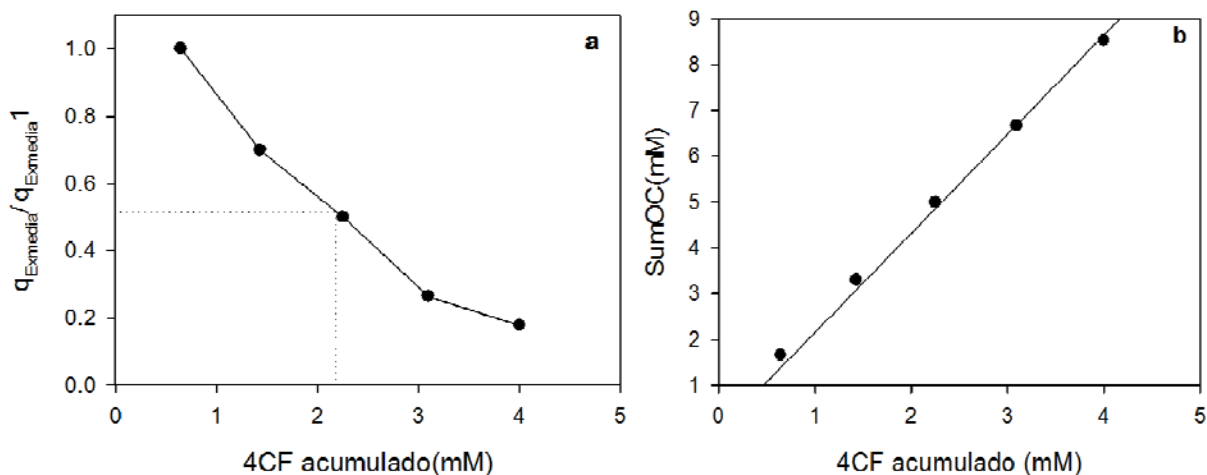 a
1.0
0.8
0.6
0.4
0.2
0.0
qExmedia/ qExmedia1
0 1 2 3 4 5
4CF acumulado(mM)
b
9
8
7
6
5
4
3
2
1
SumOC(mM)
0 1 2 3 4 5
4CF acumulado (mM)